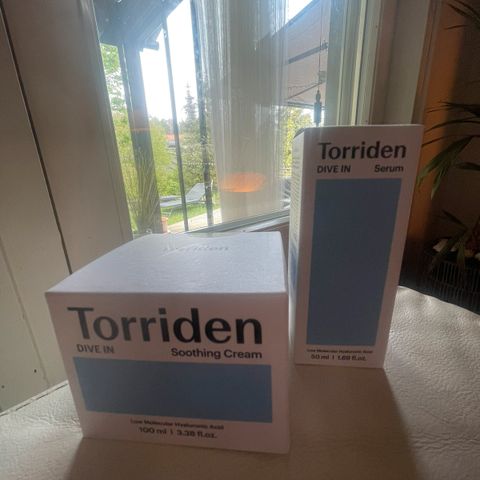 Torriden
DIVE IN Serum
Low Molecular Hyaluronic Acid
50 ml | 1.69 fl.oz.
Torriden
Torriden
DIVE IN Soothing Cream
Low Molecular Hyaluronic Acid
100 ml | 3.38 fl.oz.